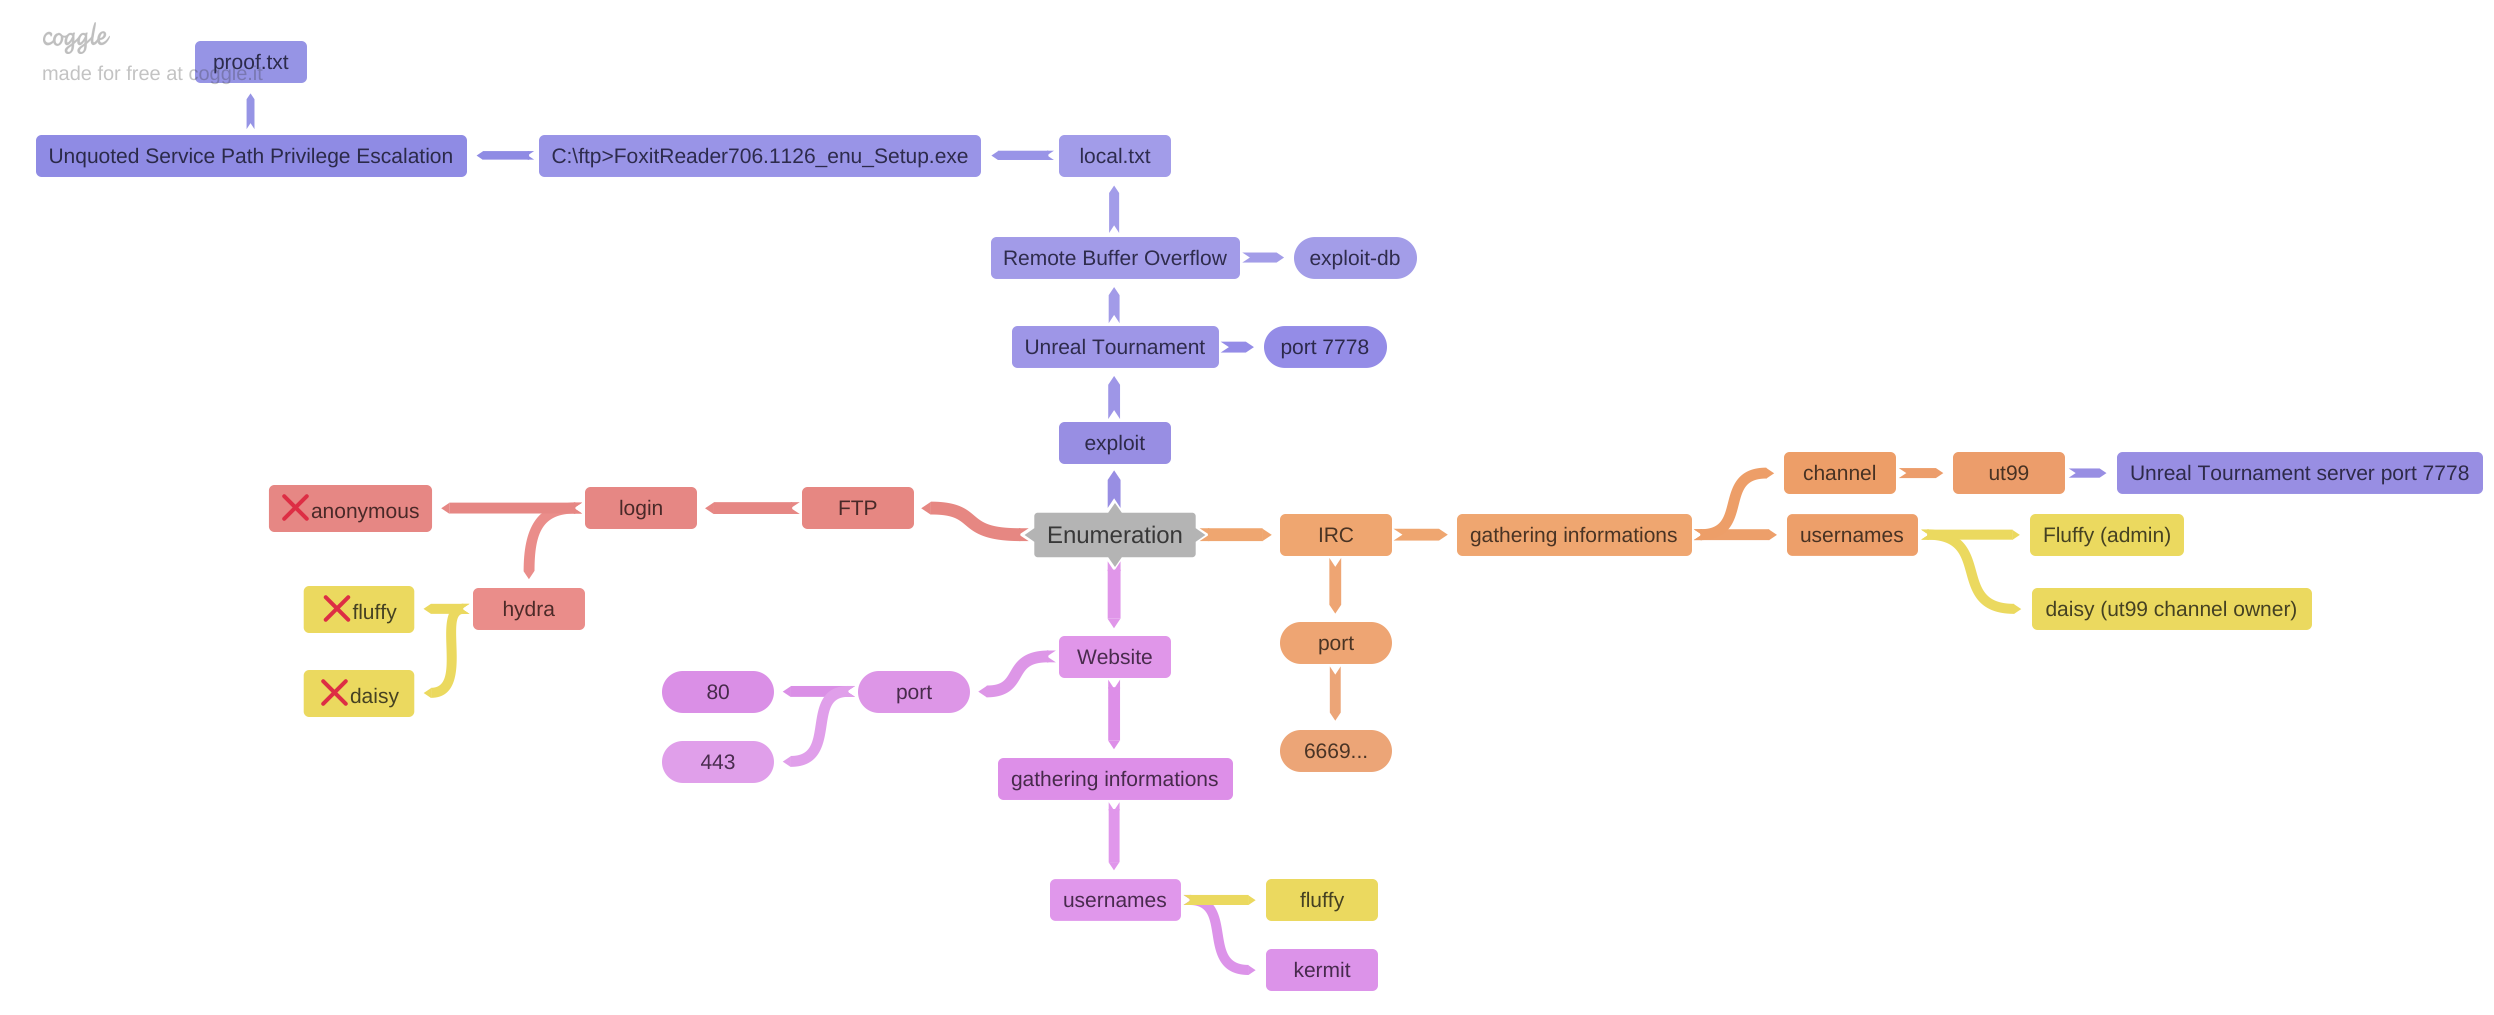 coggle
made for free at coggle.it
proof.txt
Unquoted Service Path Privilege Escalation
C:\ftp>FoxitReader706.1126_enu_Setup.exe
local.txt
Remote Buffer Overflow
exploit-db
Unreal Tournament
port 7778
exploit
anonymous
login
FTP
Enumeration
IRC
gathering informations
channel
ut99
Unreal Tournament server port 7778
usernames
Fluffy (admin)
daisy (ut99 channel owner)
hydra
fluffy
daisy
port
6669...
Website
port
80
443
gathering informations
usernames
fluffy
kermit